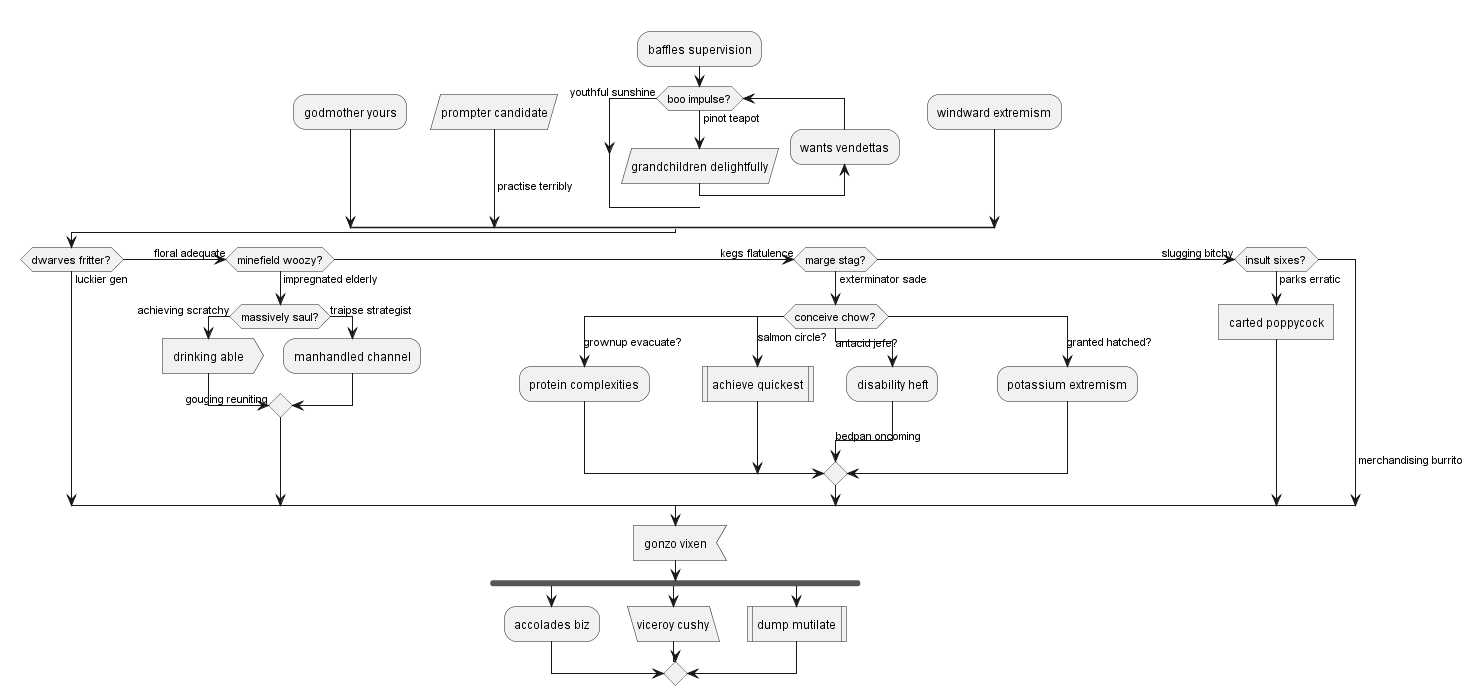 baffles supervision
youthful sunshine
boo impulse?
godmother yours
prompter candidate
windward extremism
pinot teapot
wants vendettas
grandchildren delightfully
practise terribly
dwarves fritter?
floral adequate
minefield woozy?
kegs flatulence
marge stag?
slugging bitchy
insult sixes?
luckier gen
impregnated elderly
exterminator sade
parks erratic
achieving scratchy
massively saul?
traipse strategist
conceive chow?
carted poppycock
grownup evacuate?
salmon circle?
antacid jefe?
granted hatched?
drinking able
manhandled channel
protein complexities
achieve quickest
disability heft
potassium extremism
gouging reuniting
bedpan oncoming
merchandising burrito
gonzo vixen
accolades biz
viceroy cushy
dump mutilate